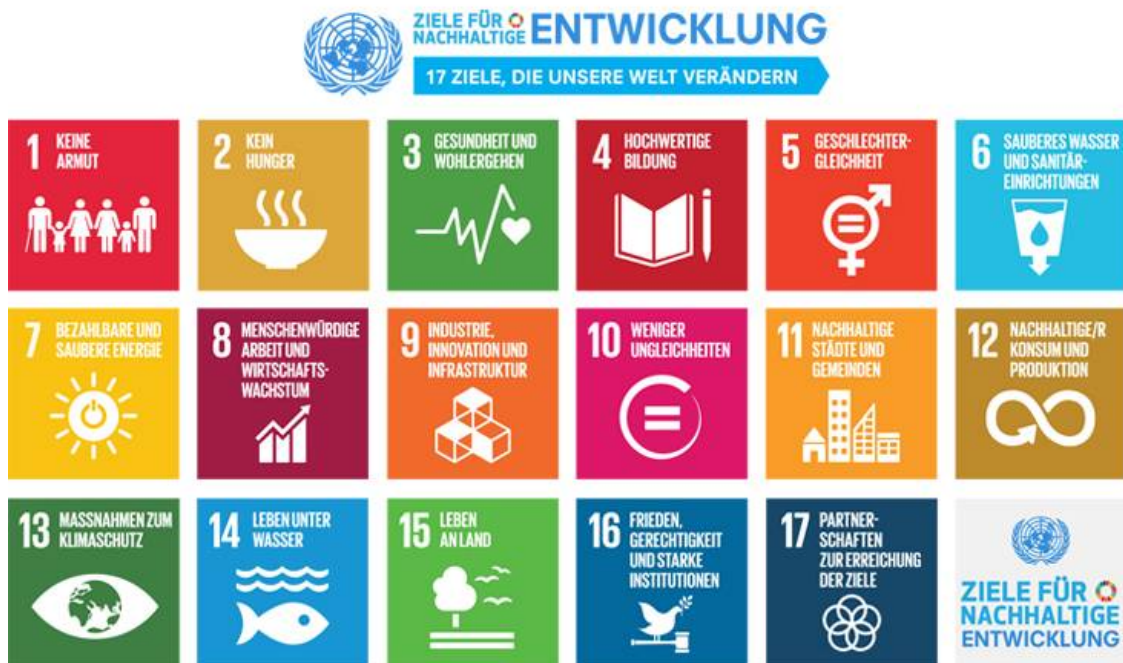 ZIELE FÜR
NACHHALTIGE
ENTWICKLUNG
17 ZIELE, DIE UNSERE WELT VERÄNDERN
1 KEINE
ARMUT
2 KEIN
HUNGER
3 GESUNDHEIT UND
WOHLERGEHEN
4 HOCHWERTIGE
BILDUNG
5 GESCHLECHTER-
GLEICHHEIT
6 SAUBERES WASSER
UND SANITÄR-
EINRICHTUNGEN
7 BEZAHLBARE UND
SAUBERE ENERGIE
8 MENSCHENWÜRDIGE
ARBEIT UND
WIRTSCHAFTS-
WACHSTUM
9 INDUSTRIE,
INNOVATION UND
INFRASTRUKTUR
10 WENIGER
UNGLEICHHEITEN
11 NACHHALTIGE
STÄDTE UND
GEMEINDEN
12 NACHHALTIGE/R
KONSUM UND
PRODUKTION
13 MASSNAHMEN ZUM
KLIMASCHUTZ
14 LEBEN UNTER
WASSER
15 LEBEN
AN LAND
16 FRIEDEN,
GERECHTIGKEIT
UND STARKE
INSTITUTIONEN
17 PARTNER-
SCHAFTEN
ZUR ERREICHUNG
DER ZIELE
ZIELE FÜR
NACHHALTIGE
ENTWICKLUNG